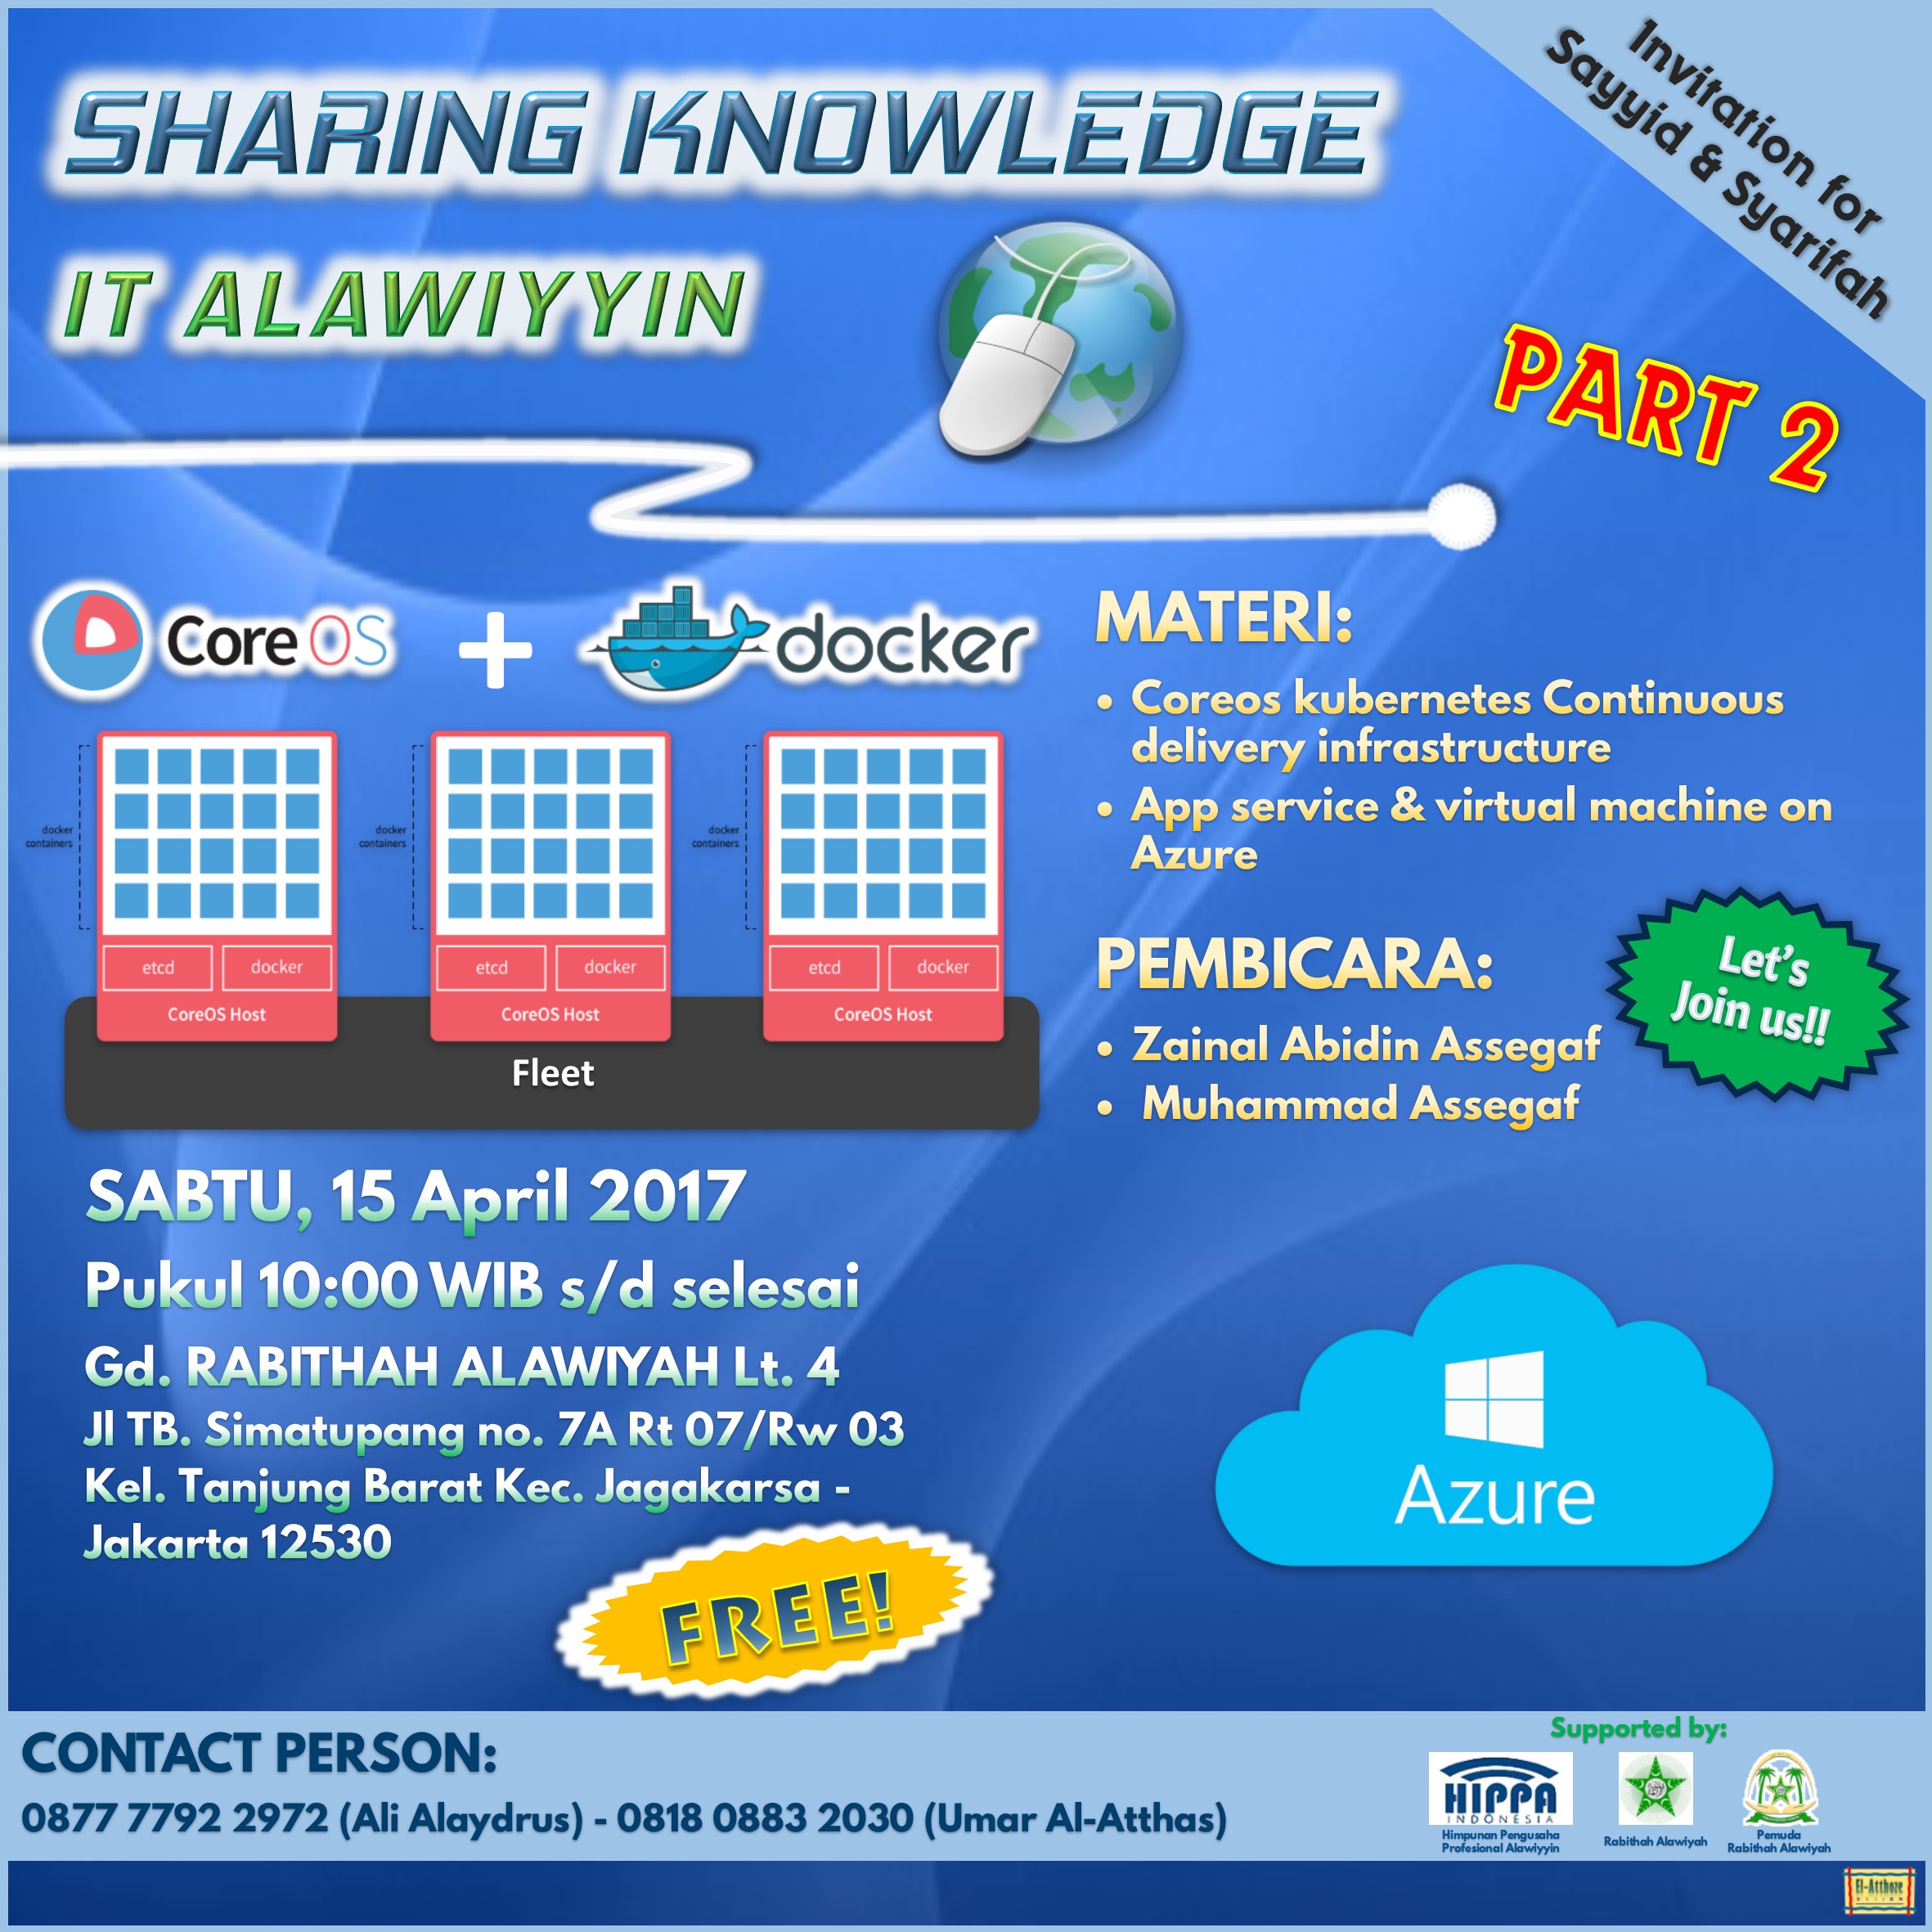 Invitation for
Sayyid & Syarifah
SHARING KNOWLEDGE
IT ALAWIYYIN
PART 2
CoreOS + docker
docker
containers
docker
containers
docker
containers
etcd docker
CoreOS Host
etcd docker
CoreOS Host
etcd docker
CoreOS Host
Fleet
MATERI:
• Coreos kubernetes Continuous
delivery infrastructure
• App service & virtual machine on
Azure
PEMBICARA:
• Zainal Abidin Assegaf
• Muhammad Assegaf
Let's
Join us!!
SABTU, 15 April 2017
Pukul 10:00 WIB s/d selesai
Gd. RABITHAH ALAWIYAH Lt. 4
Jl TB. Simatupang no. 7A Rt 07/Rw 03
Kel. Tanjung Barat Kec. Jagakarsa -
Jakarta 12530
FREE!
Azure
CONTACT PERSON:
0877 7792 2972 (Ali Alaydrus) - 0818 0883 2030 (Umar Al-Atthas)
Supported by:
HIPPA
INDONESIA
Himpunan Pengusaha
Profesional Alawiyyin
Rabithah Alawiyah
Pemuda
Rabithah Alawiyah
El-Atthoze